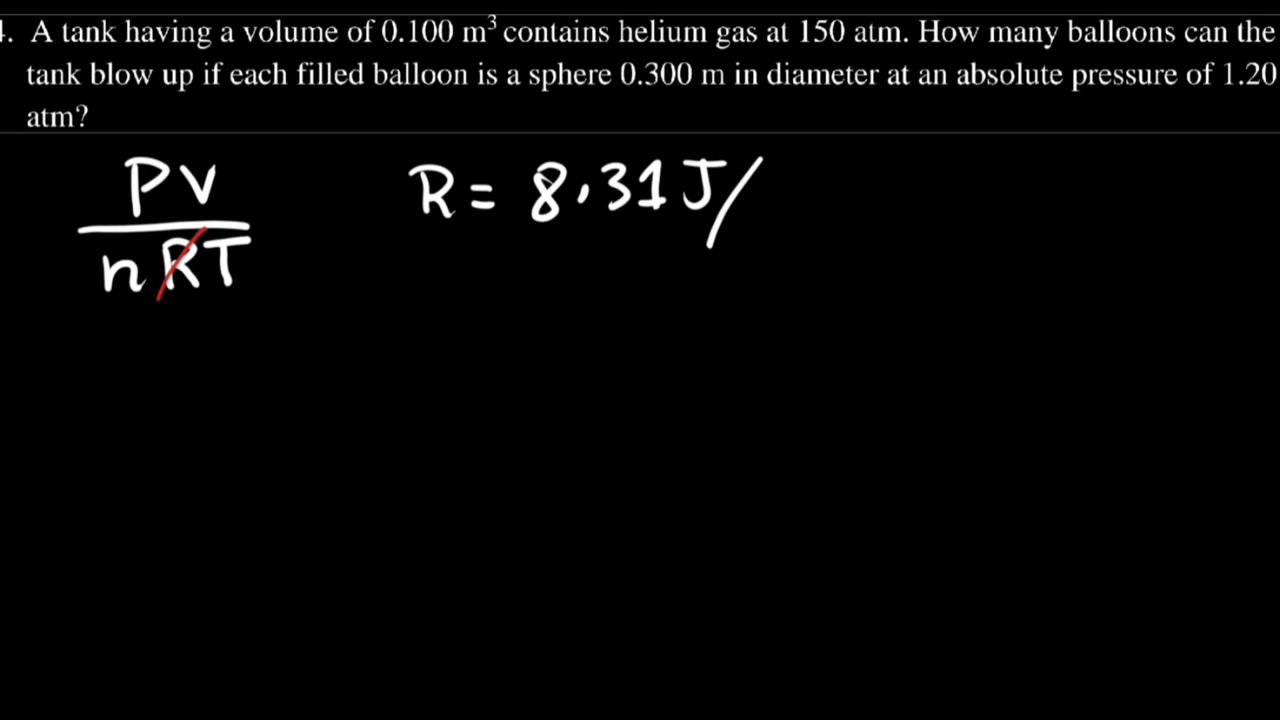 4. A tank having a volume of 0.100 m³ contains helium gas at 150 atm. How many balloons can the
tank blow up if each filled balloon is a sphere 0.300 m in diameter at an absolute pressure of 1.20
atm?
PV
nRT
R = 8.31 J/